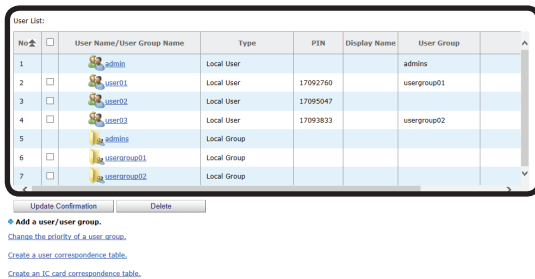 User List:
No User Name/User Group Name Type PIN Display Name User Group
1 admin Local User admins
2 user01 Local User 17092760 usergroup01
3 user02 Local User 17095047
4 user03 Local User 17093833 usergroup02
5 admins Local Group
6 usergroup01 Local Group
7 usergroup02 Local Group
Update Confirmation Delete
Add a user/user group.
Change the priority of a user group.
Create a user correspondence table.
Create an IC card correspondence table.